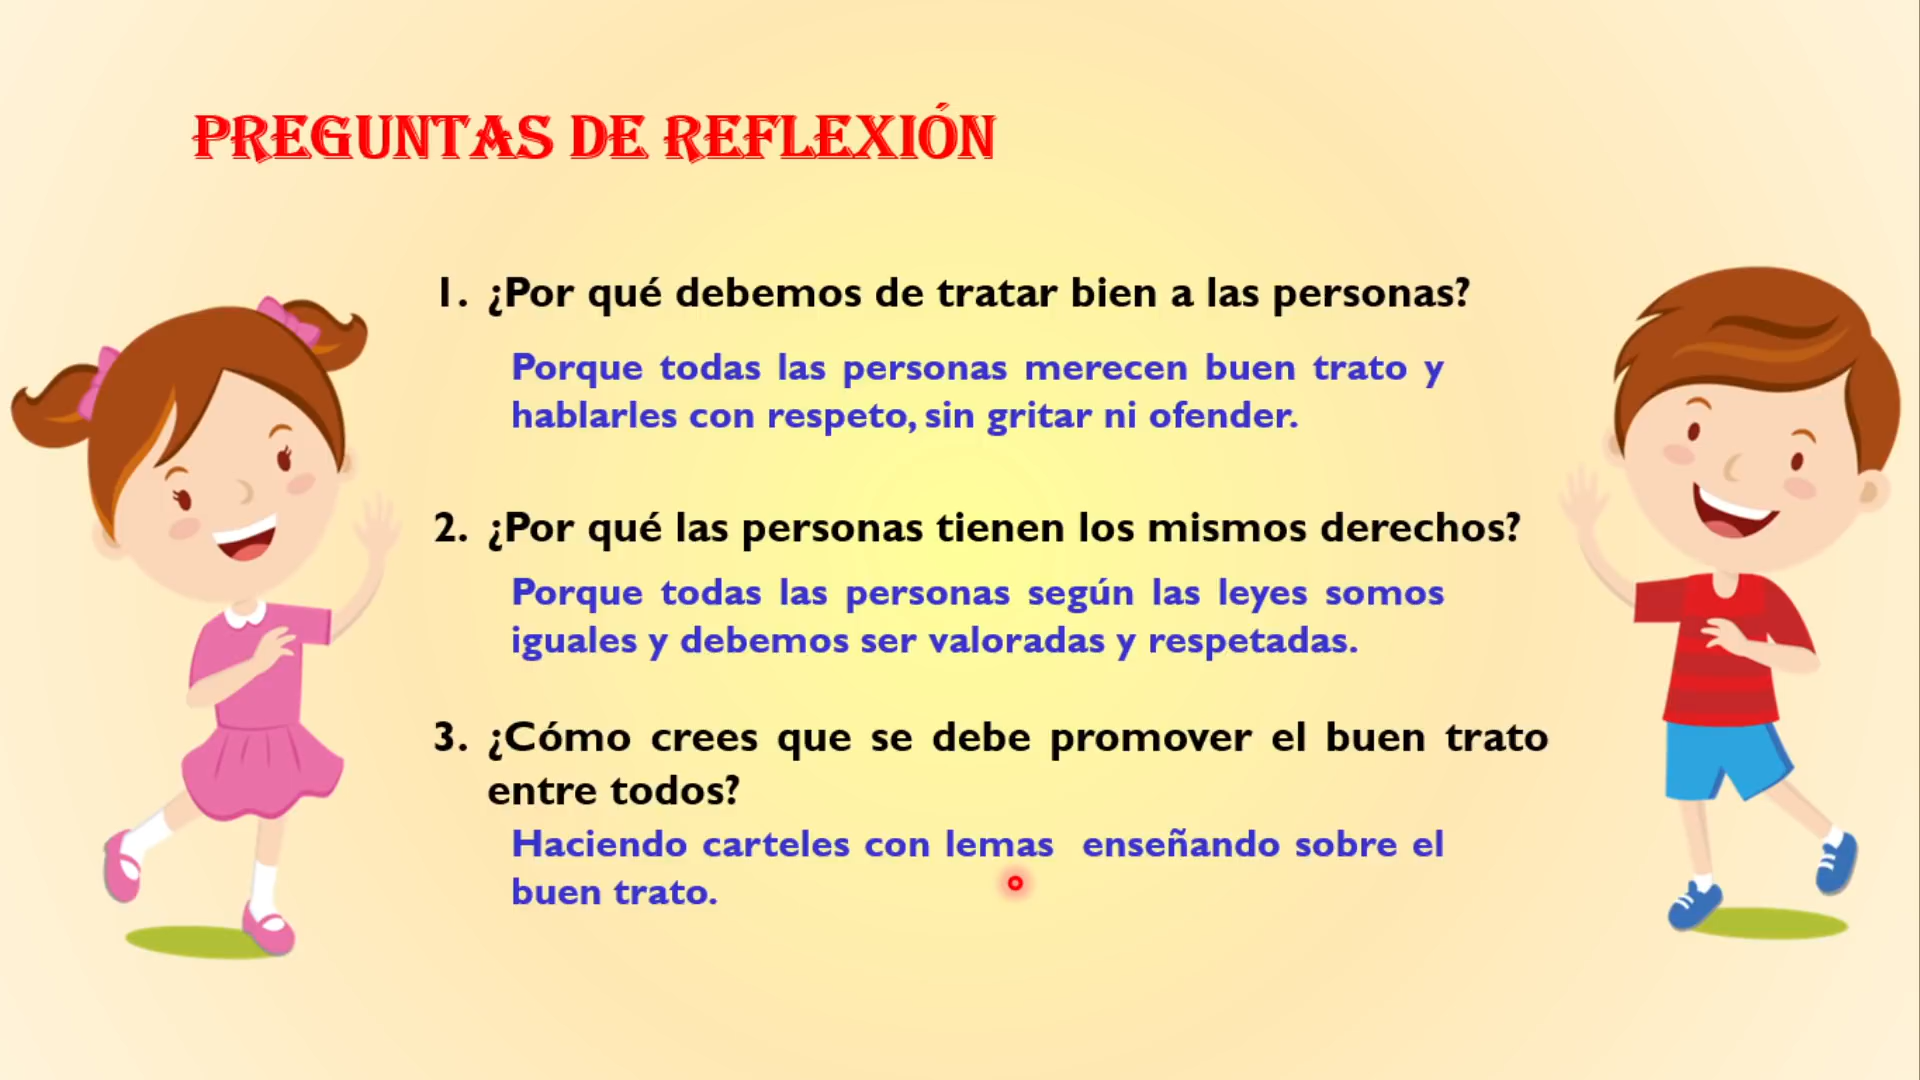 PREGUNTAS DE REFLEXIÓN
1. ¿Por qué debemos de tratar bien a las personas?
Porque todas las personas merecen buen trato y
hablarles con respeto, sin gritar ni ofender.
2. ¿Por qué las personas tienen los mismos derechos?
Porque todas las personas según las leyes somos
iguales y debemos ser valoradas y respetadas.
3. ¿Cómo crees que se debe promover el buen trato
entre todos?
Haciendo carteles con lemas enseñando sobre el
buen trato.